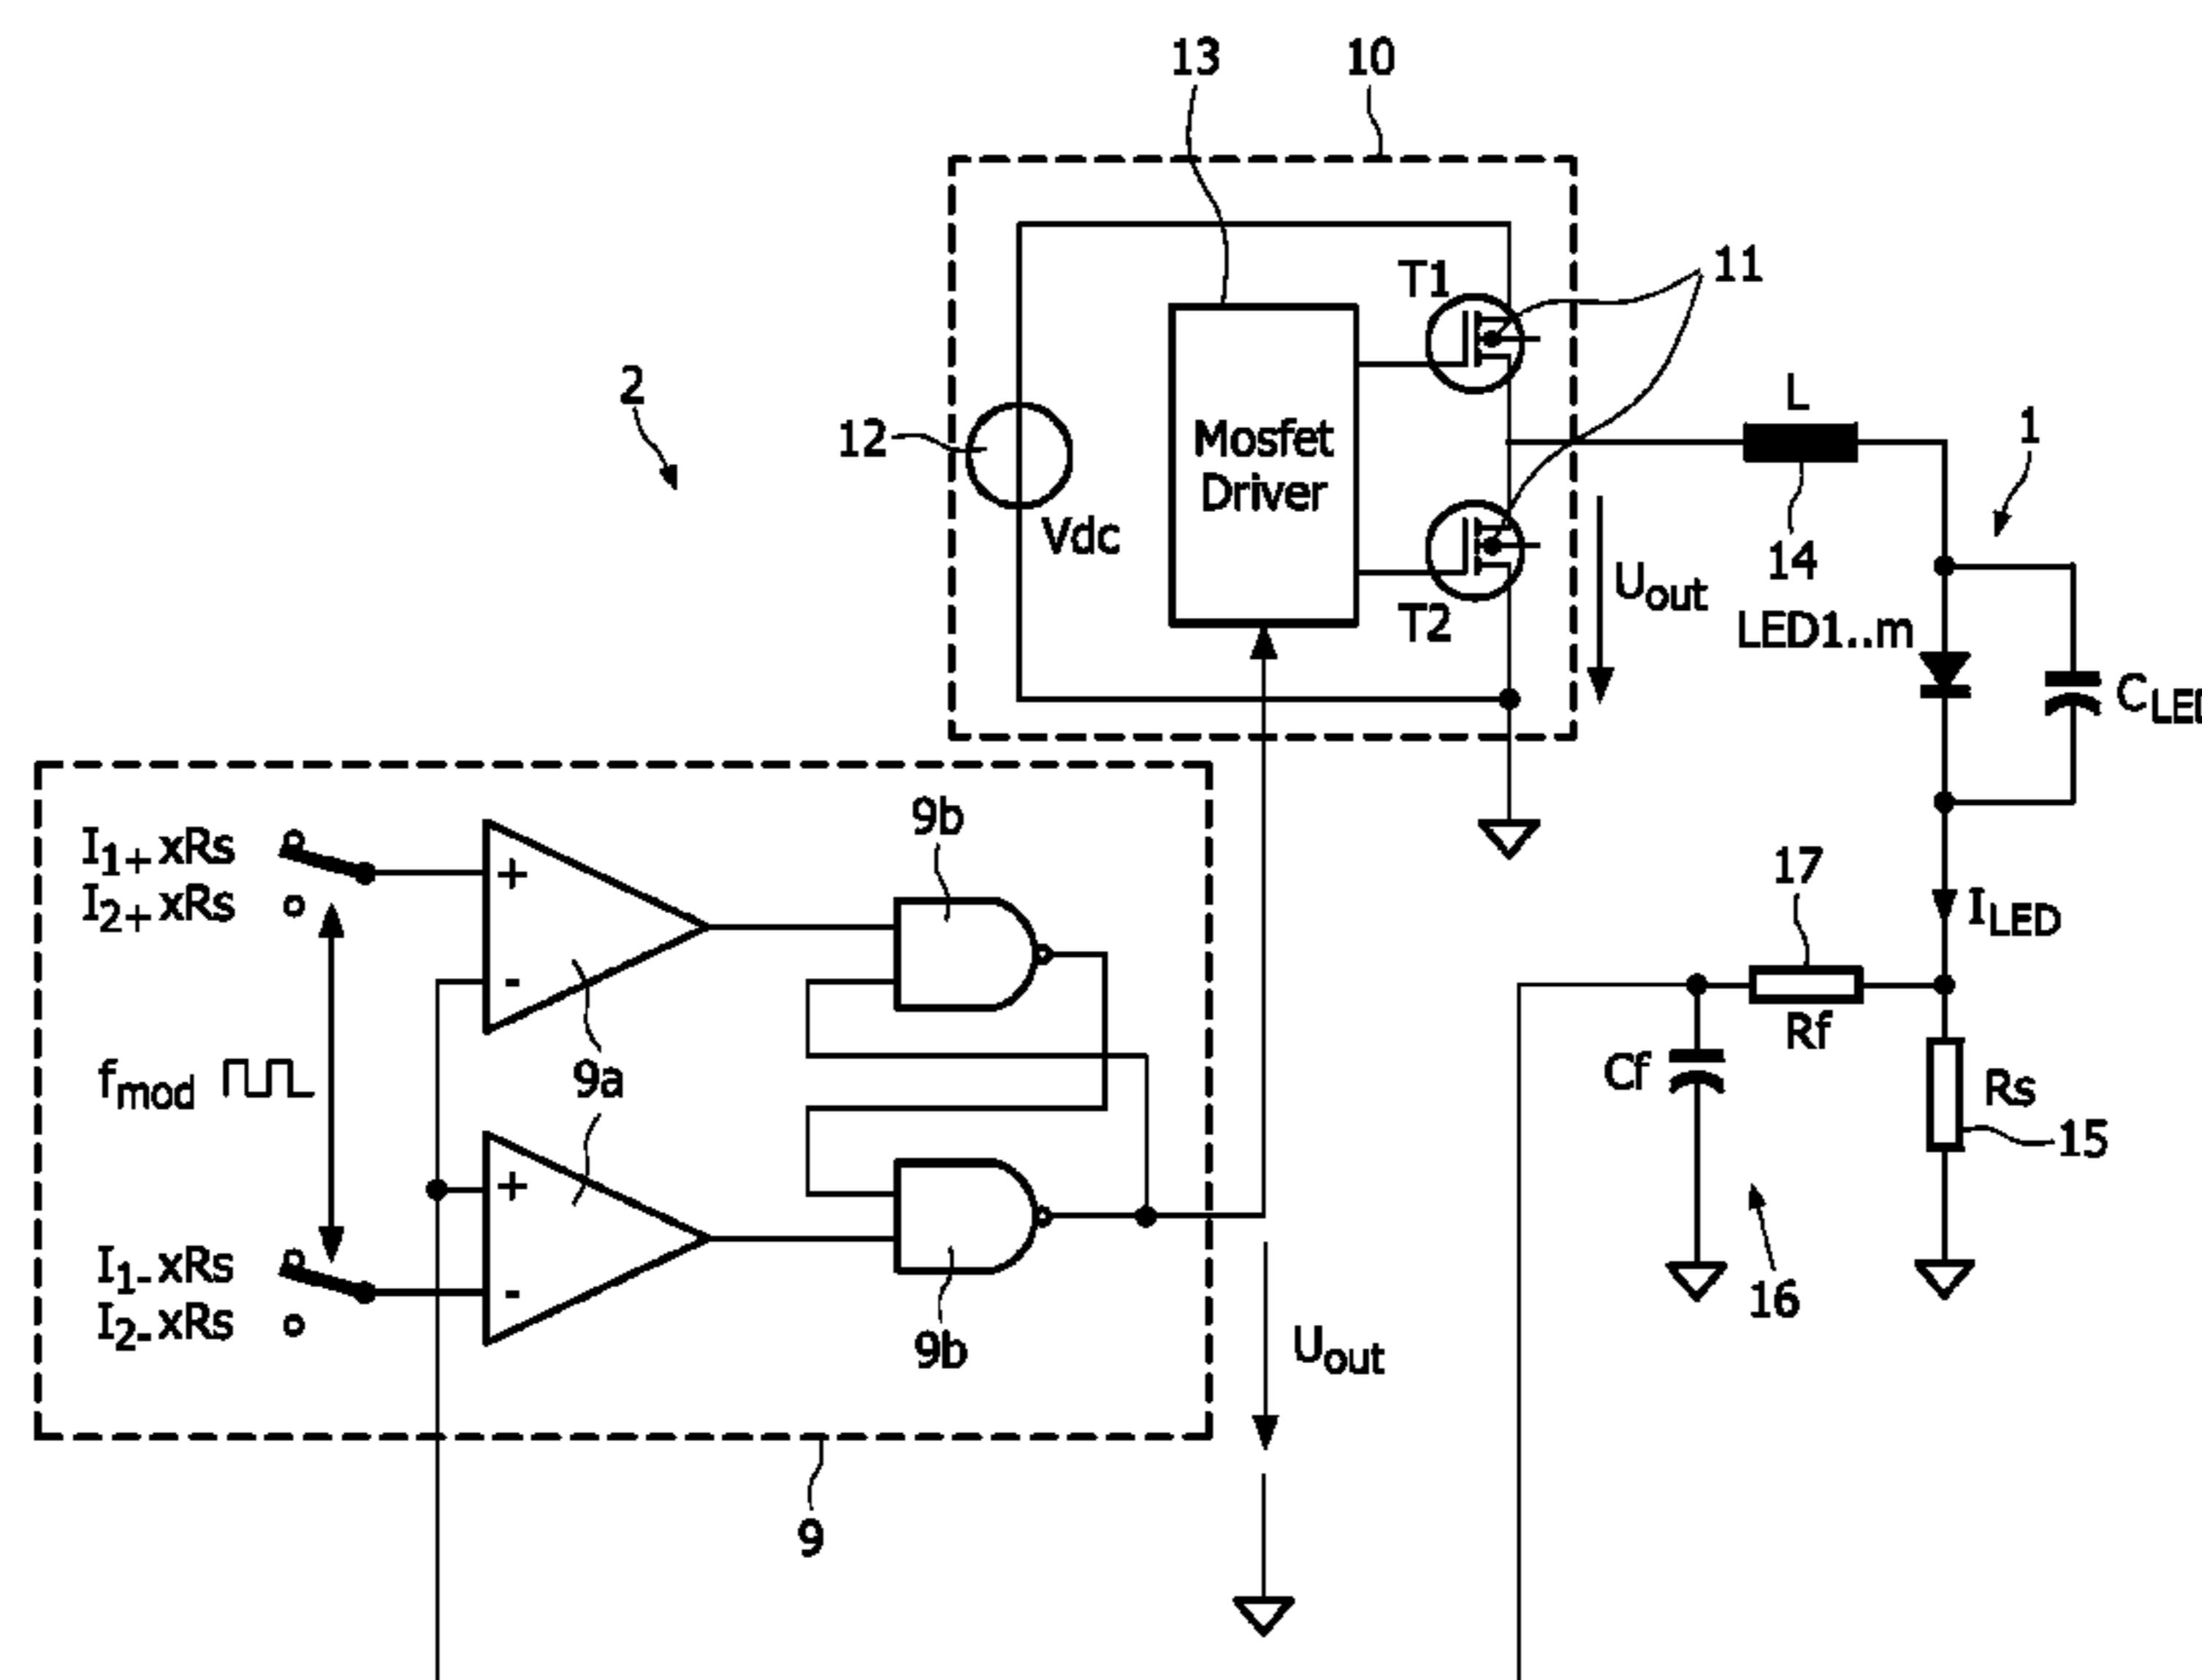 13
10
T1
11
2
12
Mosfet
Driver
Vdc
L
1
14
T2
Uout
LED1..m
CLED
9b
I1+ xRs
I2+ xRs
+
-
17
ILED
Rf
fmod
9a
Cf
Rs
15
+
-
I1- xRs
I2- xRs
16
9b
Uout
9